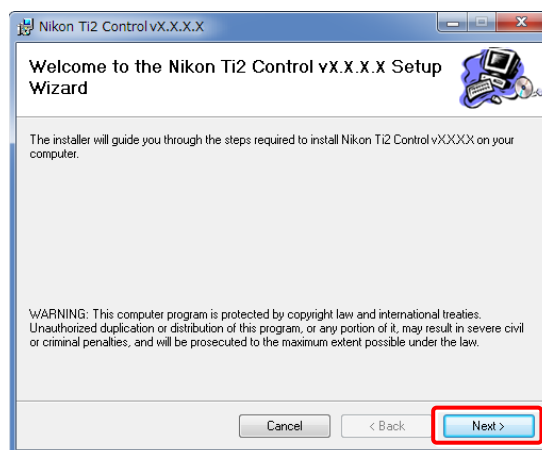 Nikon Ti2 Control vX.X.X.X
Welcome to the Nikon Ti2 Control vX.X.X.X Setup
Wizard
The installer will guide you through the steps required to install Nikon Ti2 Control vXXXX on your
computer.
WARNING: This computer program is protected by copyright law and international treaties.
Unauthorized duplication or distribution of this program, or any portion of it, may result in severe civil
or criminal penalties, and will be prosecuted to the maximum extent possible under the law.
Cancel < Back Next >